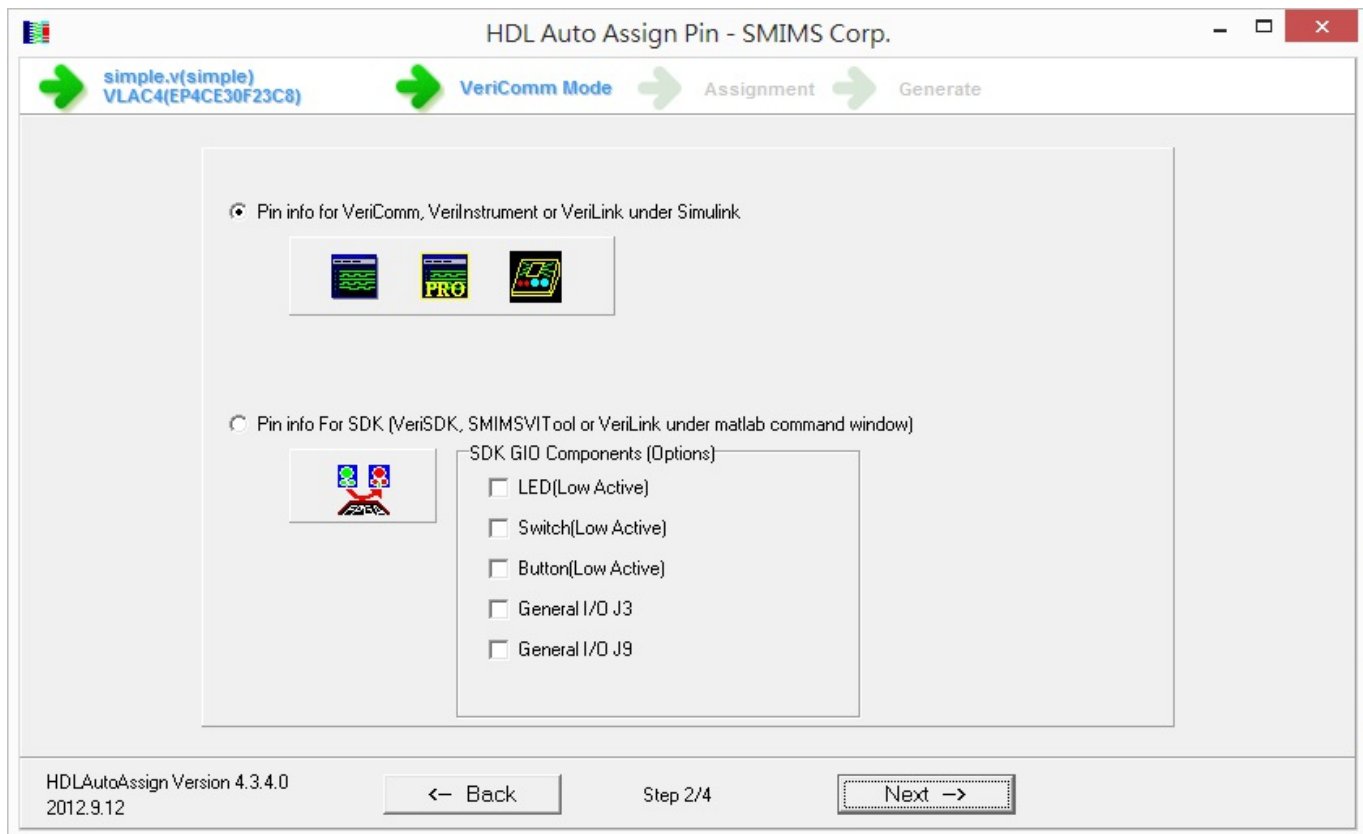 HDL Auto Assign Pin - SMIMS Corp.
simple.v(simple)
VLAC4(EP4CE30F23C8)
VeriComm Mode
Assignment
Generate
Pin info for VeriComm, VeriInstrument or VeriLink under Simulink
PRO
Pin info For SDK (VeriSDK, SMIMSVITool or VeriLink under matlab command window)
SDK GIO Components (Options)
LED(Low Active)
Switch(Low Active)
Button(Low Active)
General I/O J3
General I/O J9
HDLAutoAssign Version 4.3.4.0
2012.9.12
<- Back
Step 2/4
Next ->